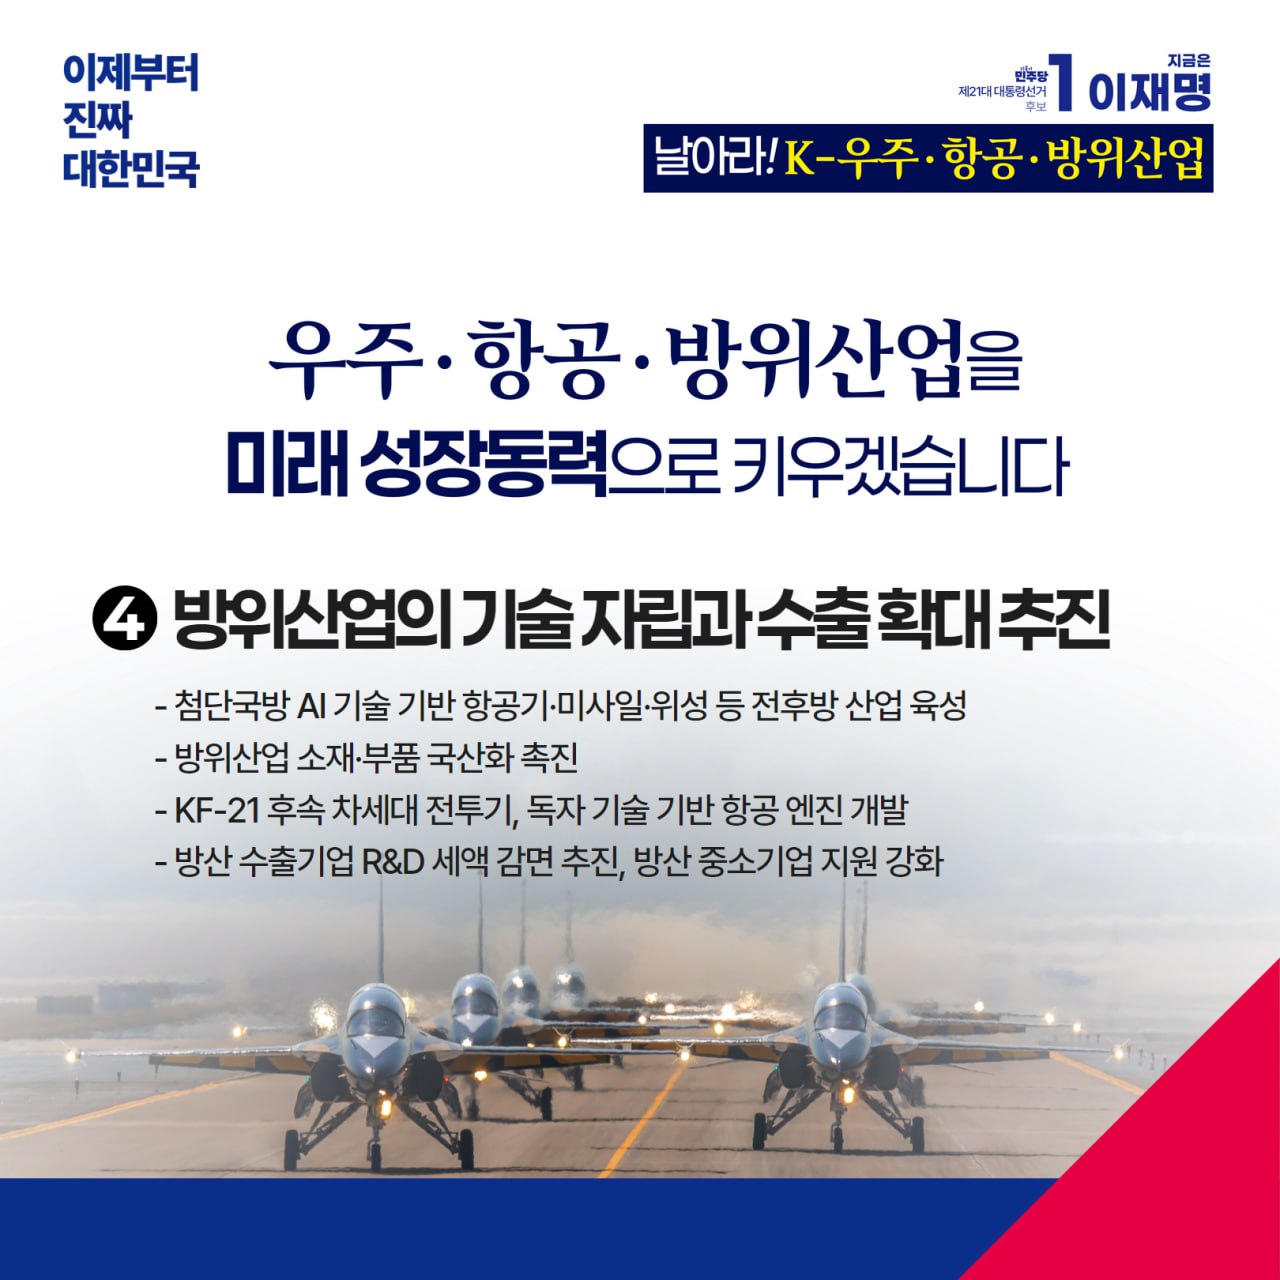 이제부터
진짜
대한민국
더불어
민주당
제21대 대통령선거
후보
1
지금은
이재명
날아라! K-우주·항공·방위산업
우주·항공·방위산업을
미래 성장동력으로 키우겠습니다
4 방위산업의 기술 자립과 수출 확대 추진
- 첨단국방 AI 기술 기반 항공기·미사일·위성 등 전후방 산업 육성
- 방위산업 소재·부품 국산화 촉진
- KF-21 후속 차세대 전투기, 독자 기술 기반 항공 엔진 개발
- 방산 수출기업 R&D 세액 감면 추진, 방산 중소기업 지원 강화